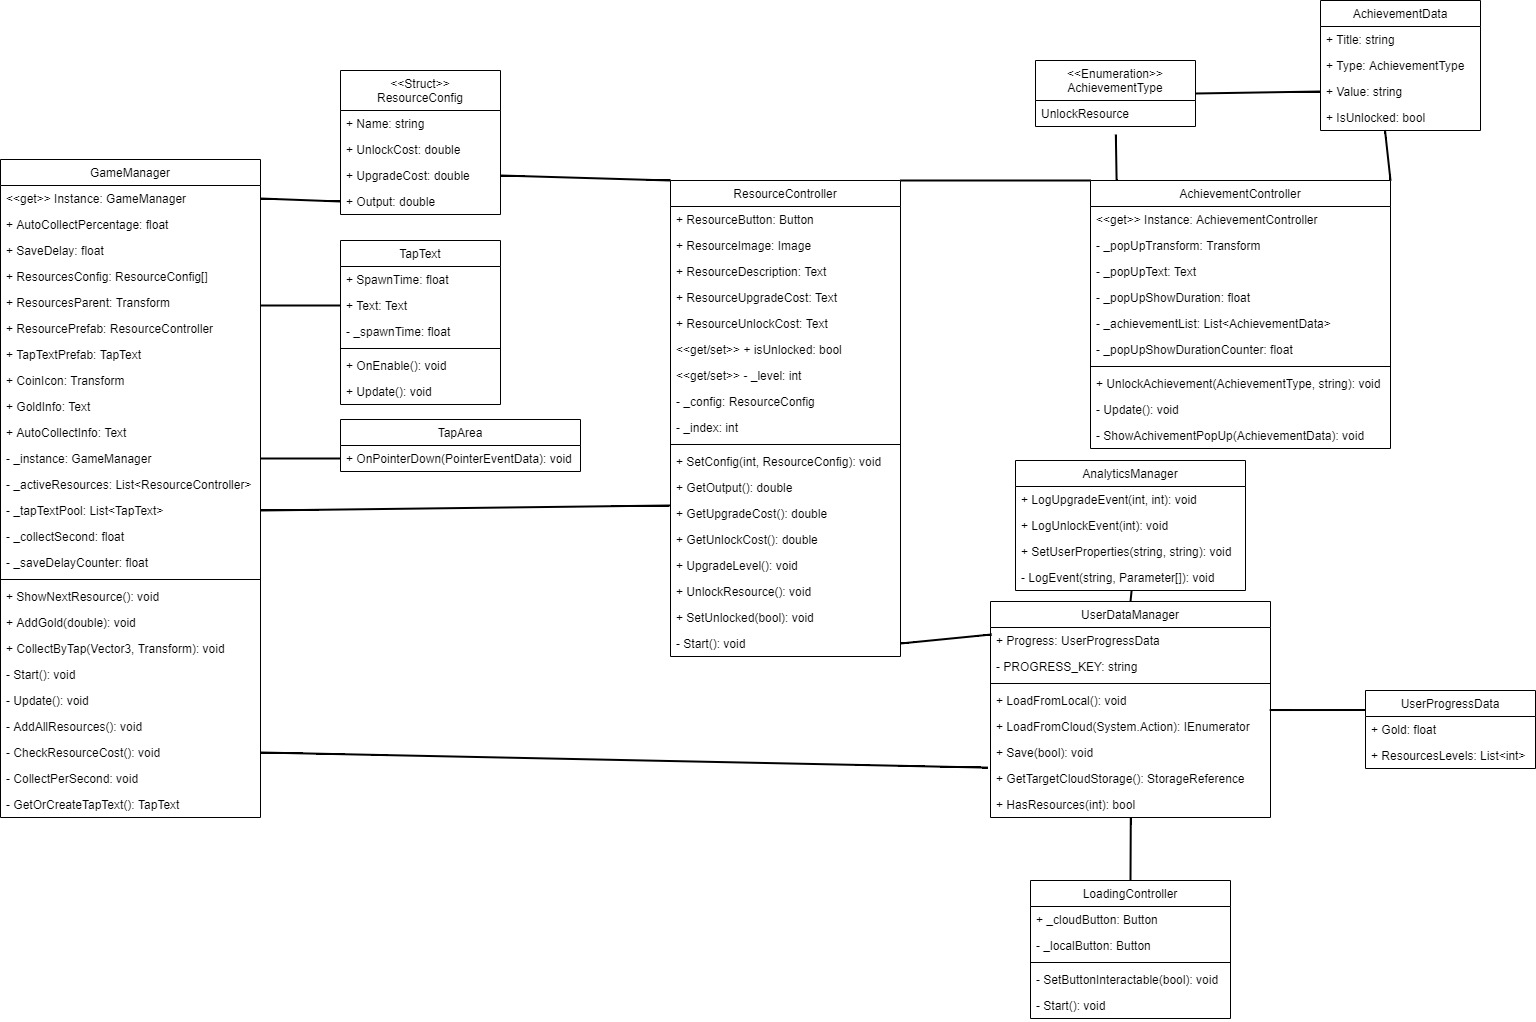 AchievementData
+ Title: string
+ Type: AchievementType
+ Value: string
+ IsUnlocked: bool
<<Enumeration>>
AchievementType
UnlockResource
<<Struct>>
ResourceConfig
+ Name: string
+ UnlockCost: double
+ UpgradeCost: double
+ Output: double
GameManager
<<get>> Instance: GameManager
+ AutoCollectPercentage: float
+ SaveDelay: float
+ ResourcesConfig: ResourceConfig[]
+ ResourcesParent: Transform
+ ResourcePrefab: ResourceController
+ TapTextPrefab: TapText
+ CoinIcon: Transform
+ GoldInfo: Text
+ AutoCollectInfo: Text
- _instance: GameManager
- _activeResources: List<ResourceController>
- _tapTextPool: List<TapText>
- _collectSecond: float
- _saveDelayCounter: float
+ ShowNextResource(): void
+ AddGold(double): void
+ CollectByTap(Vector3, Transform): void
- Start(): void
- Update(): void
- AddAllResources(): void
- CheckResourceCost(): void
- CollectPerSecond: void
- GetOrCreateTapText(): TapText
TapText
+ SpawnTime: float
+ Text: Text
- _spawnTime: float
+ OnEnable(): void
+ Update(): void
TapArea
+ OnPointerDown(PointerEventData): void
ResourceController
+ ResourceButton: Button
+ ResourceImage: Image
+ ResourceDescription: Text
+ ResourceUpgradeCost: Text
+ ResourceUnlockCost: Text
<<get/set>> + isUnlocked: bool
<<get/set>> - _level: int
- _config: ResourceConfig
- _index: int
+ SetConfig(int, ResourceConfig): void
+ GetOutput(): double
+ GetUpgradeCost(): double
+ GetUnlockCost(): double
+ UpgradeLevel(): void
+ UnlockResource(): void
+ SetUnlocked(bool): void
- Start(): void
AchievementController
<<get>> Instance: AchievementController
- _popUpTransform: Transform
- _popUpText: Text
- _popUpShowDuration: float
- _achievementList: List<AchievementData>
- _popUpShowDurationCounter: float
+ UnlockAchievement(AchievementType, string): void
- Update(): void
- ShowAchivementPopUp(AchievementData): void
AnalyticsManager
+ LogUpgradeEvent(int, int): void
+ LogUnlockEvent(int): void
+ SetUserProperties(string, string): void
- LogEvent(string, Parameter[]): void
UserDataManager
+ Progress: UserProgressData
- PROGRESS_KEY: string
+ LoadFromLocal(): void
+ LoadFromCloud(System.Action): IEnumerator
+ Save(bool): void
+ GetTargetCloudStorage(): StorageReference
+ HasResources(int): bool
UserProgressData
+ Gold: float
+ ResourcesLevels: List<int>
LoadingController
+ _cloudButton: Button
- _localButton: Button
- SetButtonInteractable(bool): void
- Start(): void